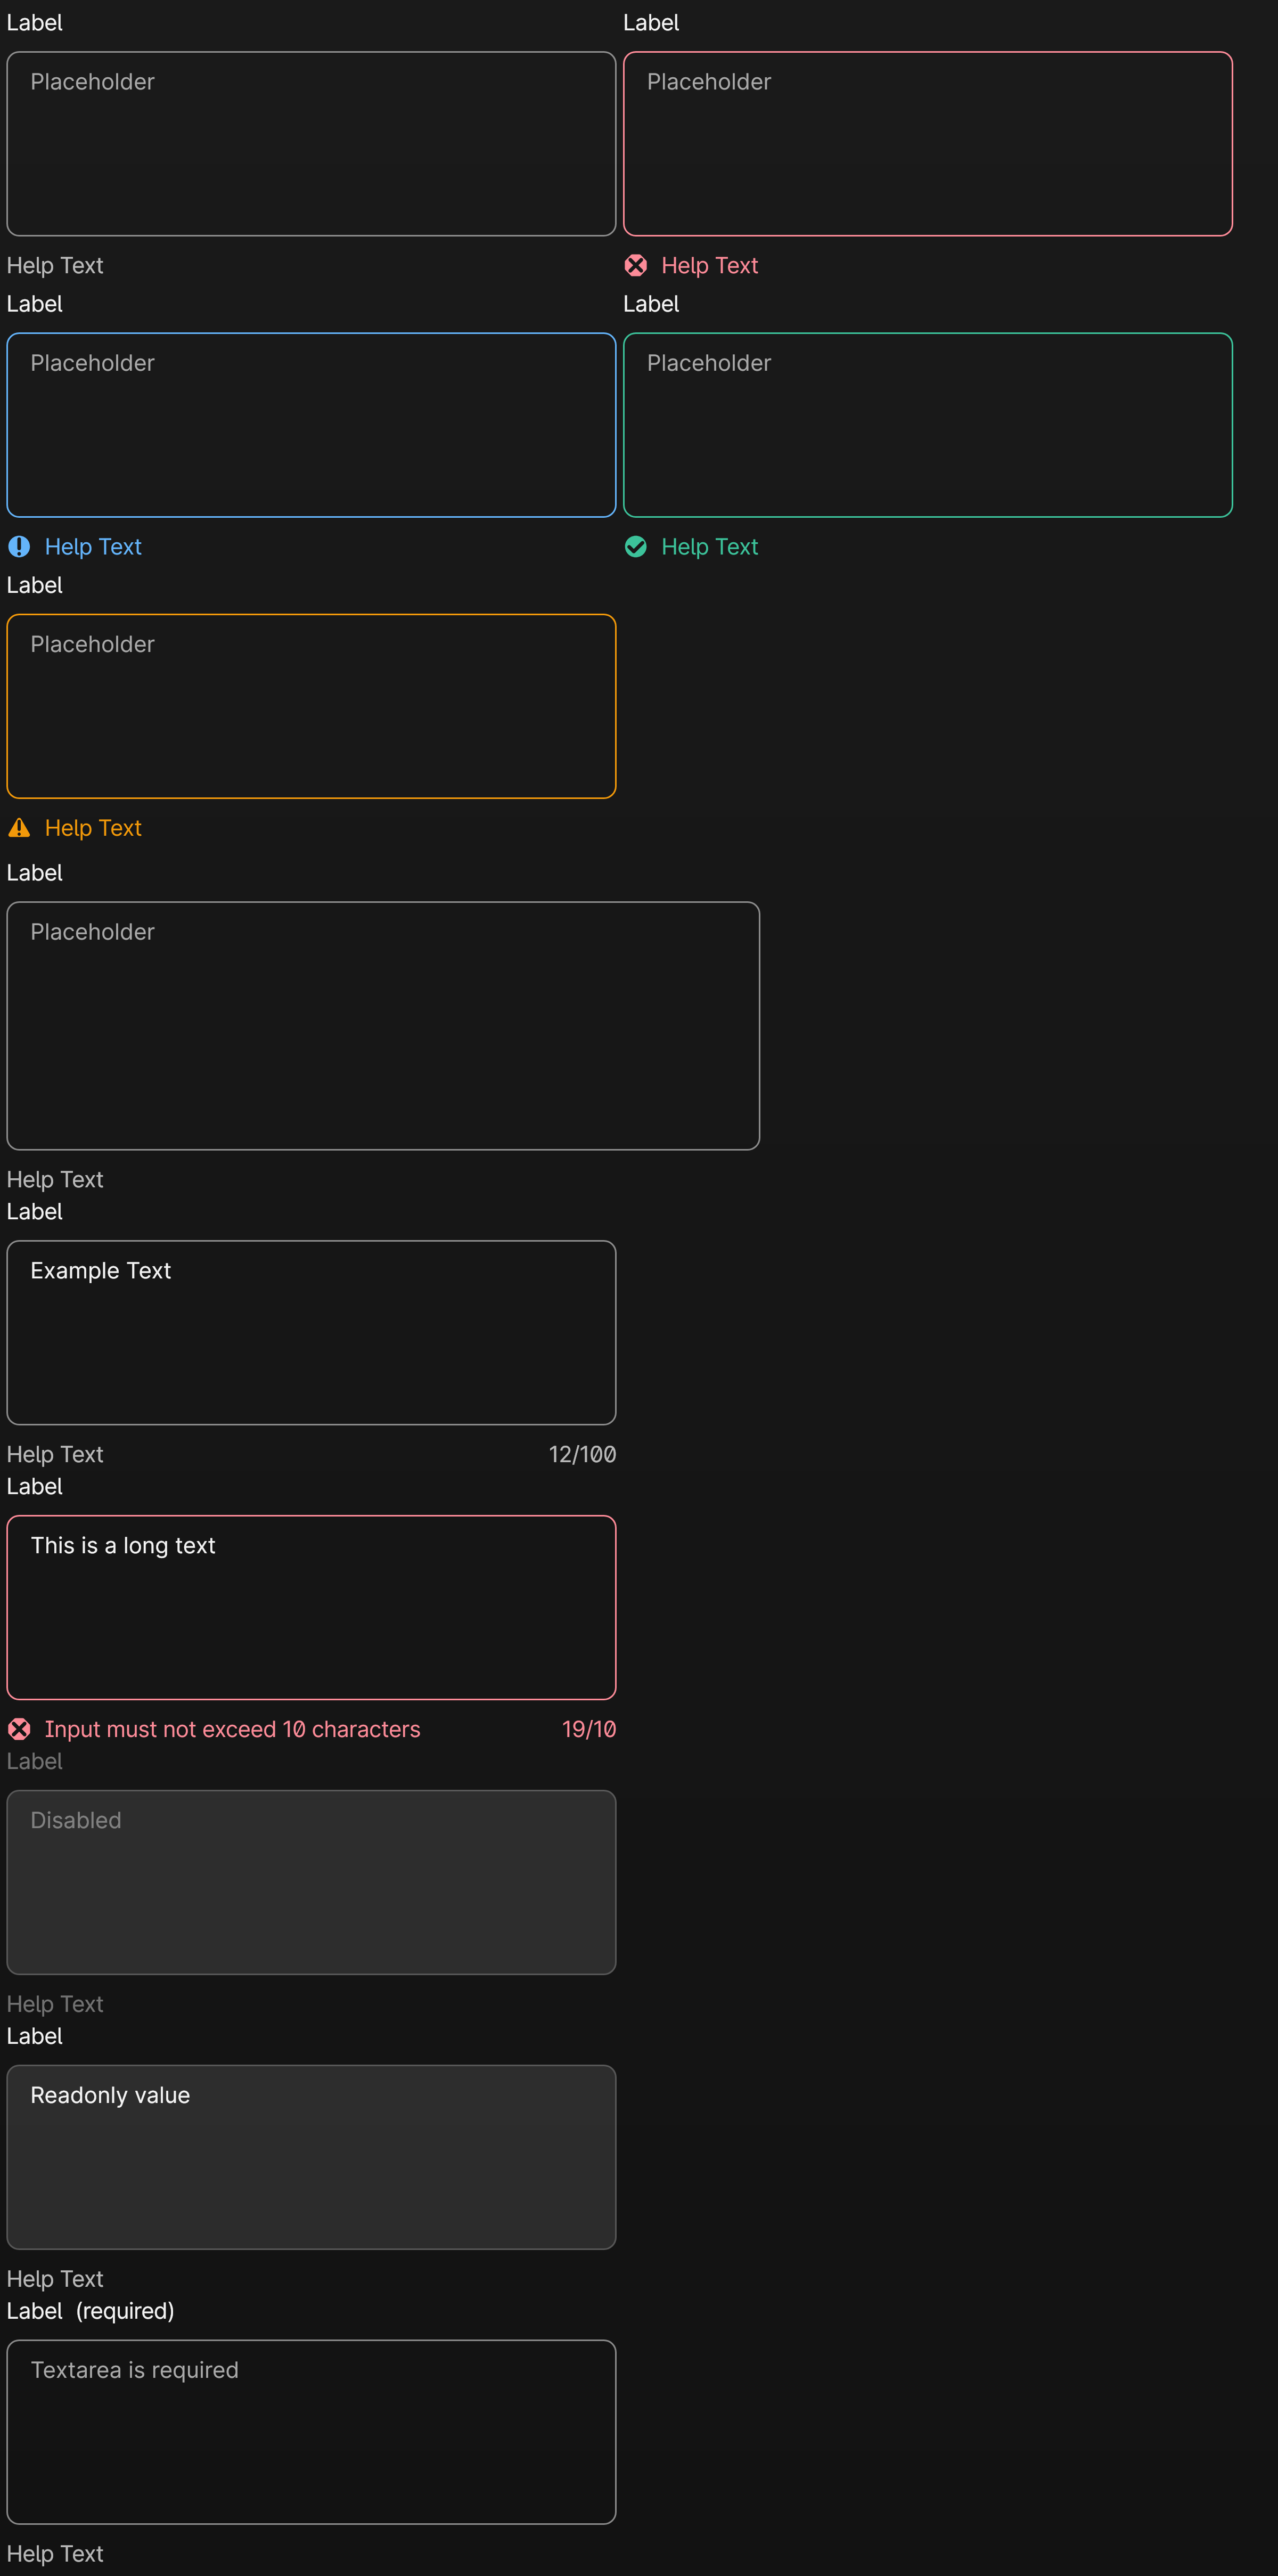 Label
Placeholder
Help Text
Label
Placeholder
Help Text
Label
Placeholder
Help Text
Label
Placeholder
Help Text
Label
Placeholder
Help Text
Label
Placeholder
Help Text
Label
Example Text
Help Text 12/100
Label
This is a long text
Input must not exceed 10 characters 19/10
Label
Disabled
Help Text
Label
Readonly value
Help Text
Label (required)
Textarea is required
Help Text